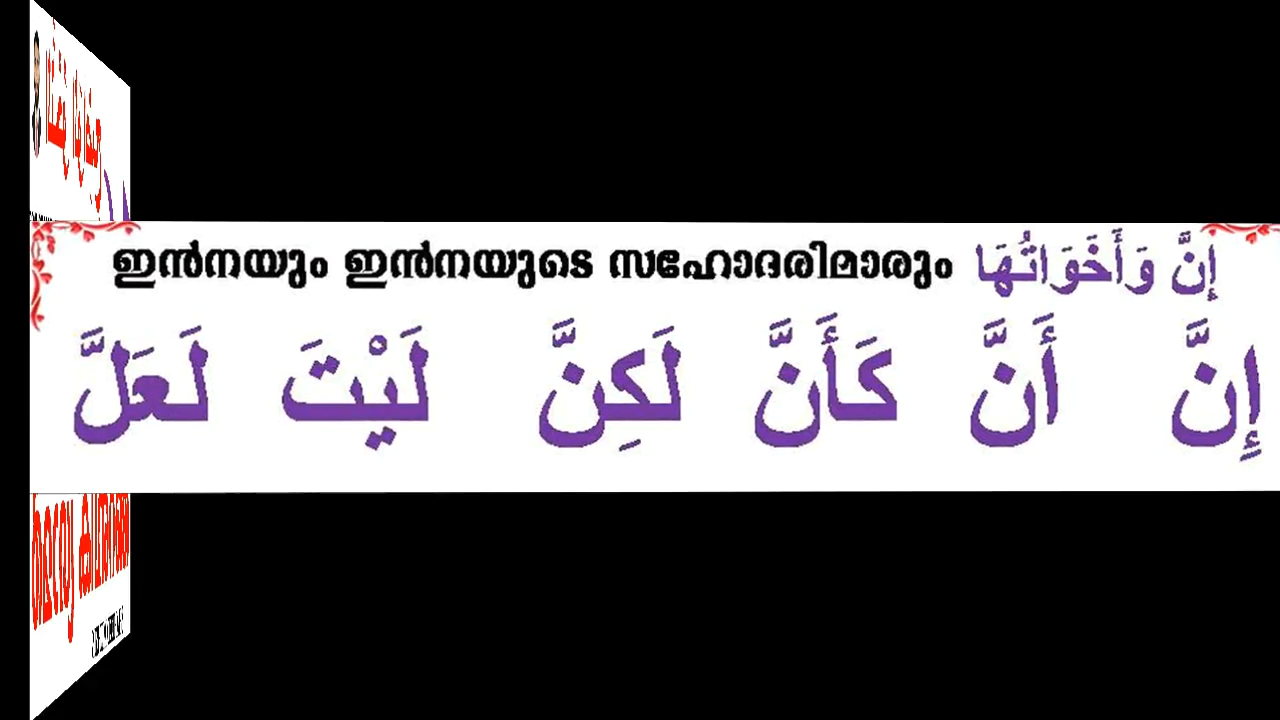 ഇൻനയും ഇൻനയുടെ സഹോദരിമാരും إِنَّ وَأَخَوَاتُهَا
إِنَّ أَنَّ كَأَنَّ لَكِنَّ لَيْتَ لَعَلَّ